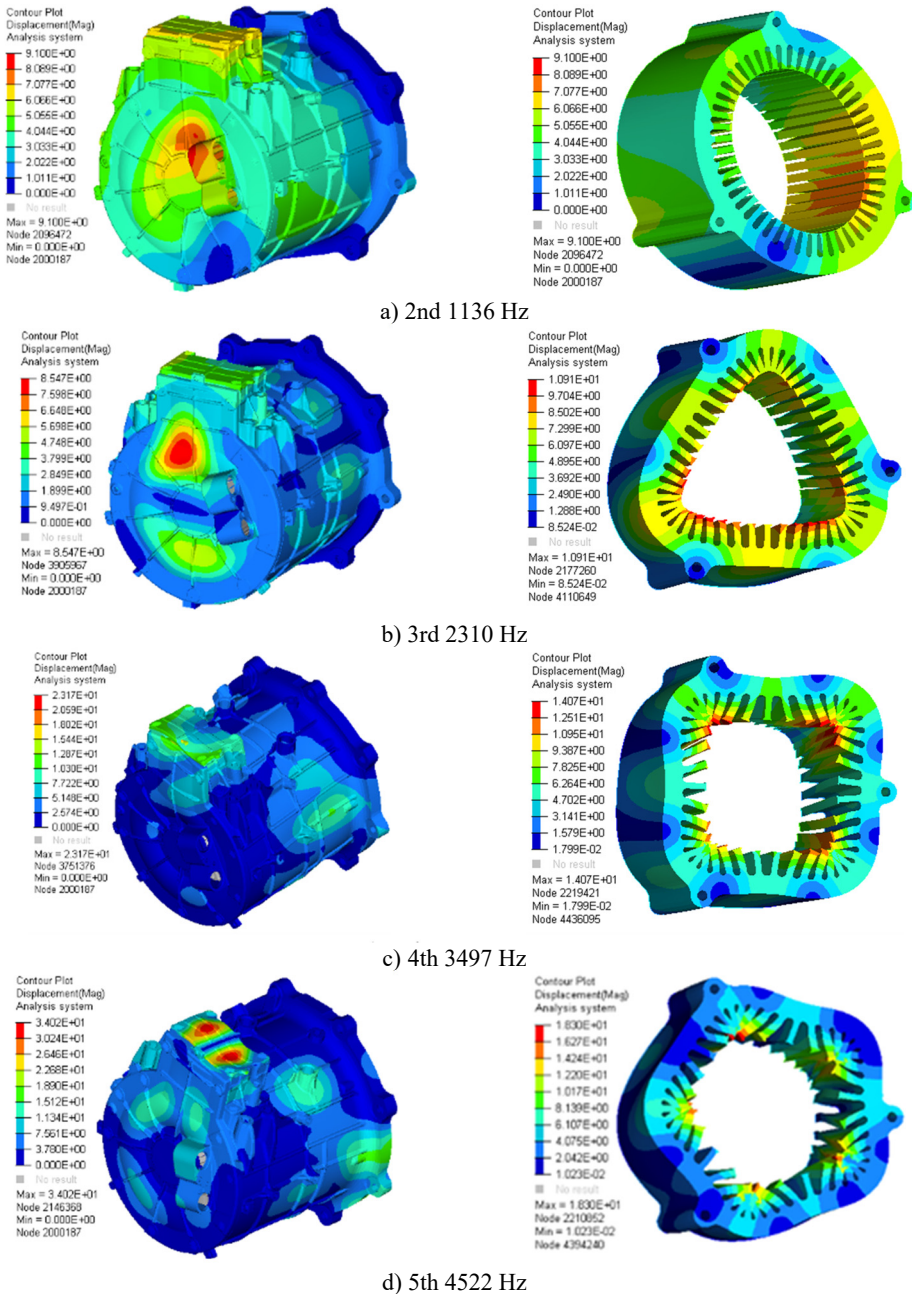 Contour Plot
Displacement(Mag)
Analysis system
9.100E+00
8.089E+00
7.077E+00
6.066E+00
5.055E+00
4.044E+00
3.033E+00
2.022E+00
1.011E+00
0.000E+00
No result
Max = 9.100E+00
Node 2096472
Min = 0.000E+00
Node 2000187
Contour Plot
Displacement(Mag)
Analysis system
9.100E+00
8.089E+00
7.077E+00
6.066E+00
5.055E+00
4.044E+00
3.033E+00
2.022E+00
1.011E+00
0.000E+00
No result
Max = 9.100E+00
Node 2096472
Min = 0.000E+00
Node 2000187
a) 2nd 1136 Hz
Contour Plot
Displacement(Mag)
Analysis system
8.547E+00
7.598E+00
6.648E+00
5.698E+00
4.748E+00
3.799E+00
2.849E+00
1.899E+00
9.497E-01
0.000E+00
No result
Max = 8.547E+00
Node 3905967
Min = 0.000E+00
Node 2000187
Contour Plot
Displacement(Mag)
Analysis system
1.091E+01
9.704E+00
8.502E+00
7.299E+00
6.097E+00
4.895E+00
3.692E+00
2.490E+00
1.288E+00
8.524E-02
No result
Max = 1.091E+01
Node 2177260
Min = 8.524E-02
Node 4110649
b) 3rd 2310 Hz
Contour Plot
Displacement(Mag)
Analysis system
2.317E+01
2.059E+01
1.802E+01
1.544E+01
1.287E+01
1.030E+01
7.722E+00
5.148E+00
2.574E+00
0.000E+00
No result
Max = 2.317E+01
Node 3751376
Min = 0.000E+00
Node 2000187
Contour Plot
Displacement(Mag)
Analysis system
1.407E+01
1.251E+01
1.095E+01
9.387E+00
7.825E+00
6.264E+00
4.702E+00
3.141E+00
1.579E+00
1.799E-02
No result
Max = 1.407E+01
Node 2219421
Min = 1.799E-02
Node 4436095
c) 4th 3497 Hz
Contour Plot
Displacement(Mag)
Analysis system
3.402E+01
3.024E+01
2.646E+01
2.268E+01
1.890E+01
1.512E+01
1.134E+01
7.561E+00
3.780E+00
0.000E+00
No result
Max = 3.402E+01
Node 2146368
Min = 0.000E+00
Node 2000187
Contour Plot
Displacement(Mag)
Analysis system
1.830E+01
1.627E+01
1.424E+01
1.220E+01
1.017E+01
8.139E+00
6.107E+00
4.075E+00
2.042E+00
1.023E-02
No result
Max = 1.830E+01
Node 2210852
Min = 1.023E-02
Node 4394240
d) 5th 4522 Hz